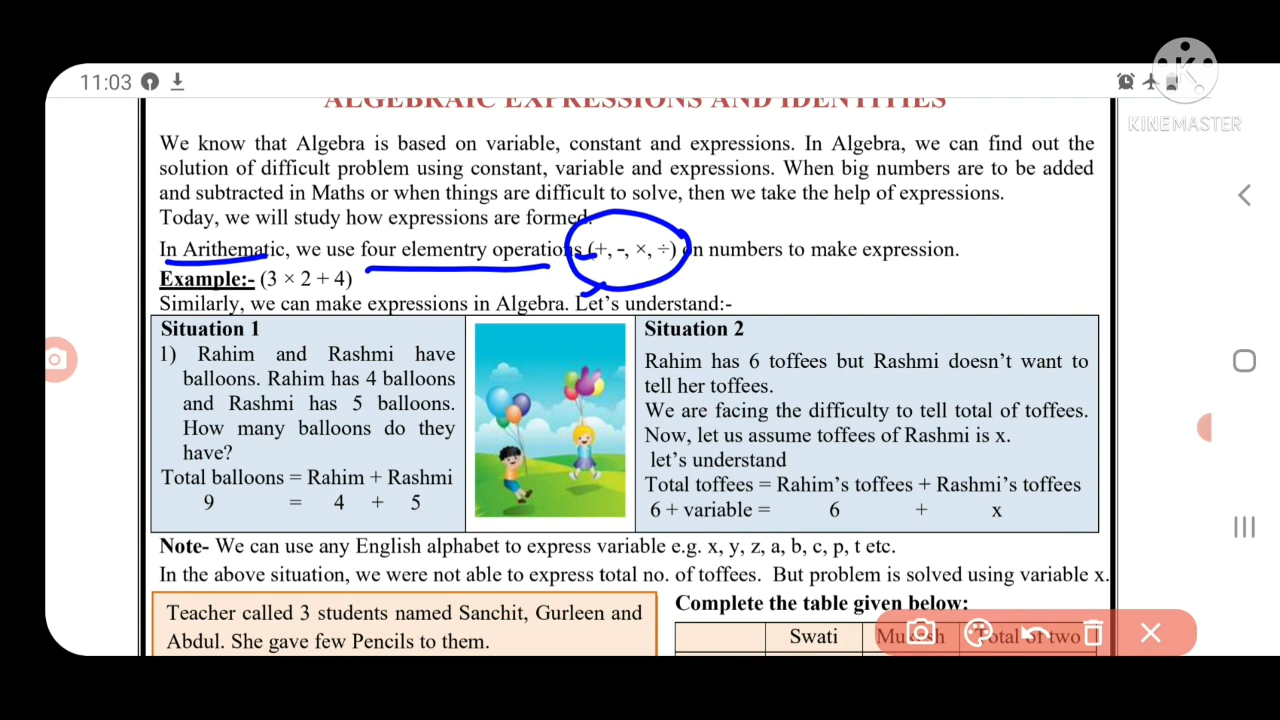 11:03
K
KINEMASTER
ALGEBRAIC EXPRESSIONS AND IDENTITIES
We know that Algebra is based on variable, constant and expressions. In Algebra, we can find out the
solution of difficult problem using constant, variable and expressions. When big numbers are to be added
and subtracted in Maths or when things are difficult to solve, then we take the help of expressions.
Today, we will study how expressions are formed.
In Arithematic, we use four elementry operations (+, -, ×, ÷) on numbers to make expression.
Example:- (3 × 2 + 4)
Similarly, we can make expressions in Algebra. Let's understand:-
Situation 1
1) Rahim and Rashmi have
balloons. Rahim has 4 balloons
and Rashmi has 5 balloons.
How many balloons do they
have?
Total balloons = Rahim + Rashmi
9 = 4 + 5
Situation 2
Rahim has 6 toffees but Rashmi doesn't want to
tell her toffees.
We are facing the difficulty to tell total of toffees.
Now, let us assume toffees of Rashmi is x.
let's understand
Total toffees = Rahim's toffees + Rashmi's toffees
6 + variable = 6 + x
Note- We can use any English alphabet to express variable e.g. x, y, z, a, b, c, p, t etc.
In the above situation, we were not able to express total no. of toffees. But problem is solved using variable x.
Teacher called 3 students named Sanchit, Gurleen and
Abdul. She gave few Pencils to them.
Complete the table given below:
Swati Total of two